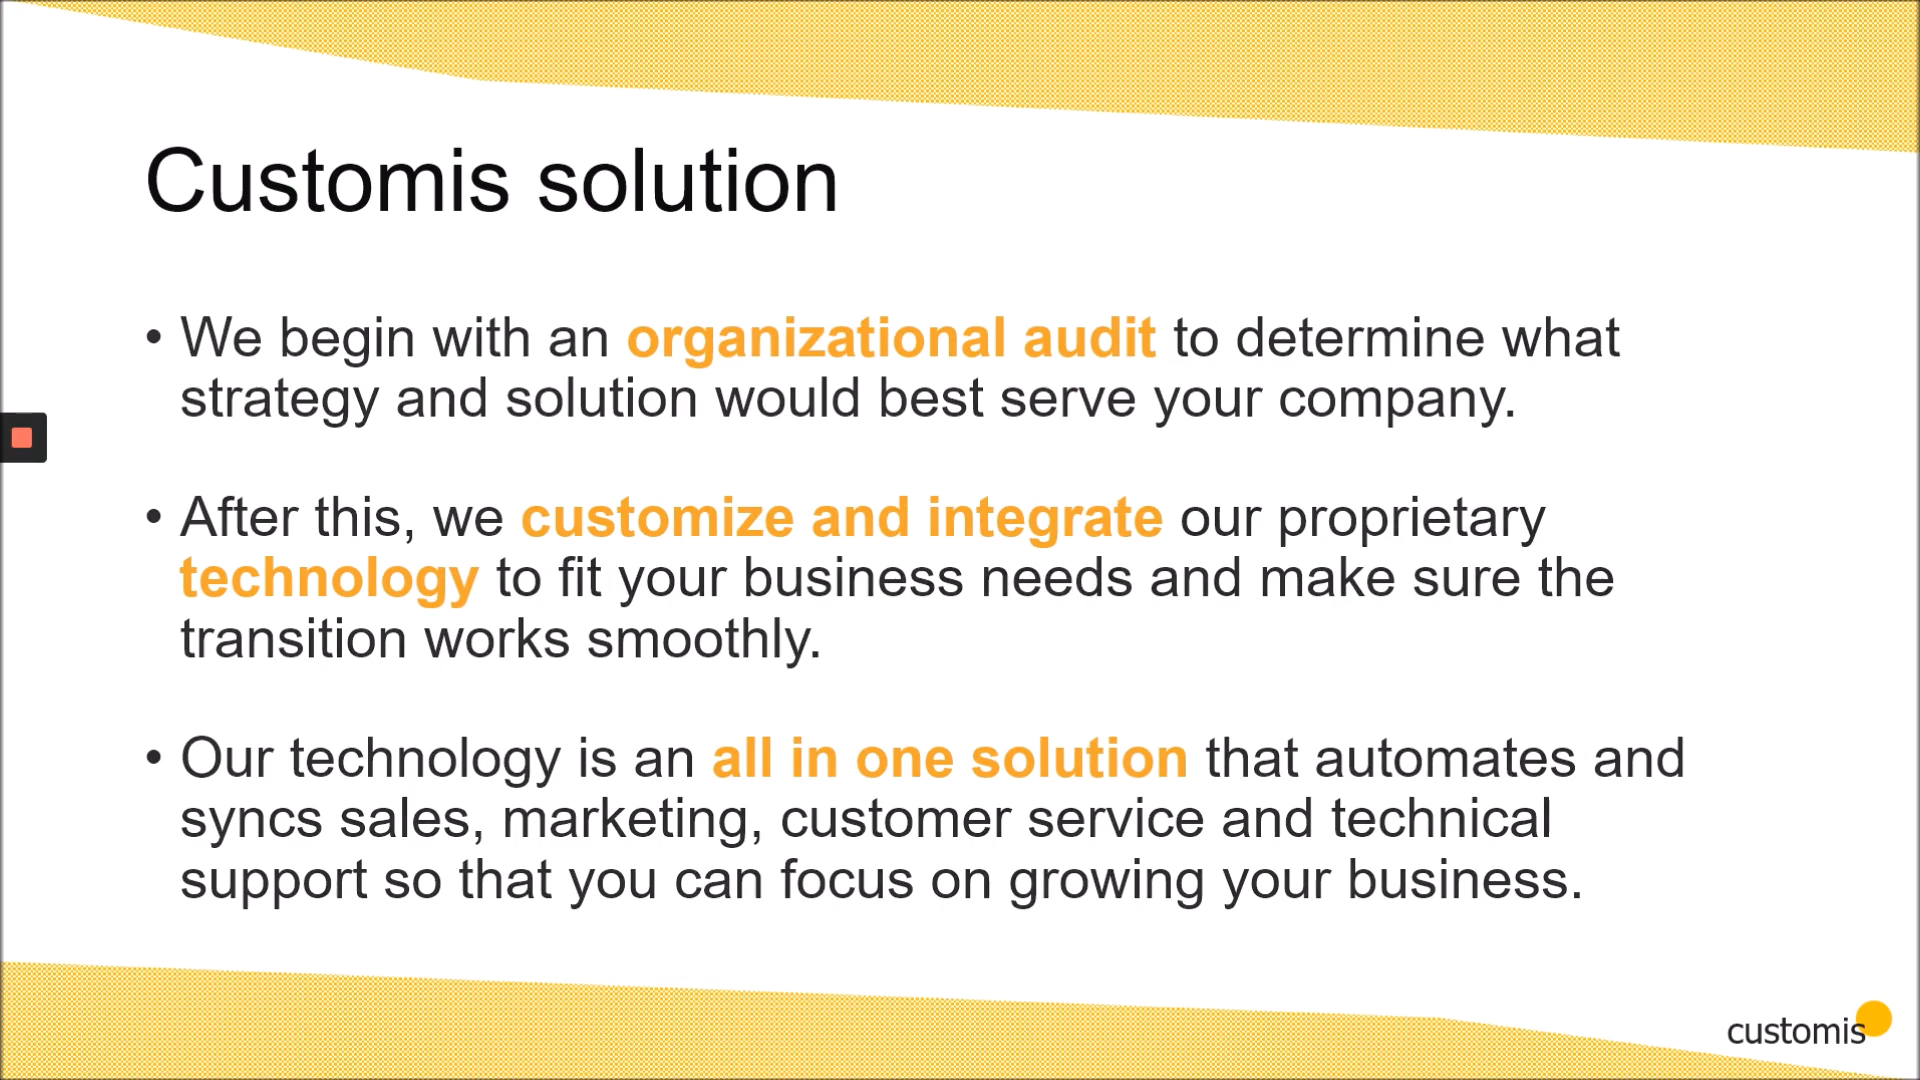 Customis solution
• We begin with an organizational audit to determine what
strategy and solution would best serve your company.
• After this, we customize and integrate our proprietary
technology to fit your business needs and make sure the
transition works smoothly.
• Our technology is an all in one solution that automates and
syncs sales, marketing, customer service and technical
support so that you can focus on growing your business.
customis